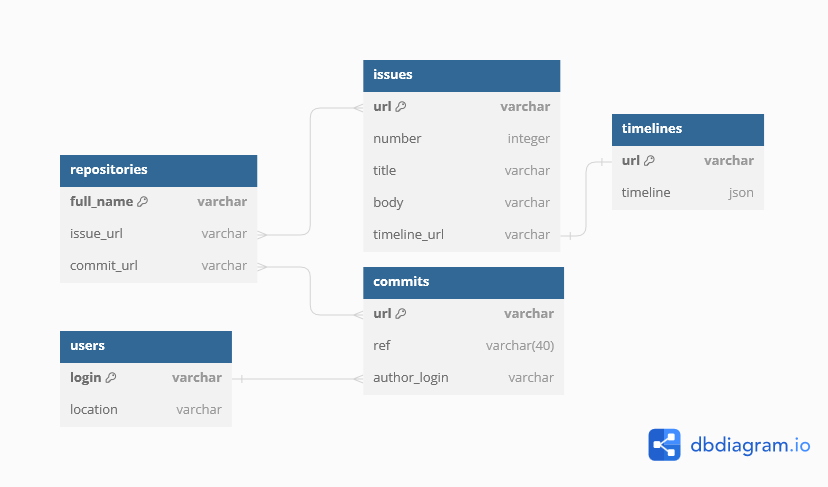 issues
url varchar
number integer
title varchar
body varchar
timeline_url varchar
timelines
url varchar
timeline json
repositories
full_name varchar
issue_url varchar
commit_url varchar
commits
url varchar
ref varchar(40)
author_login varchar
users
login varchar
location varchar
dbdiagram.io